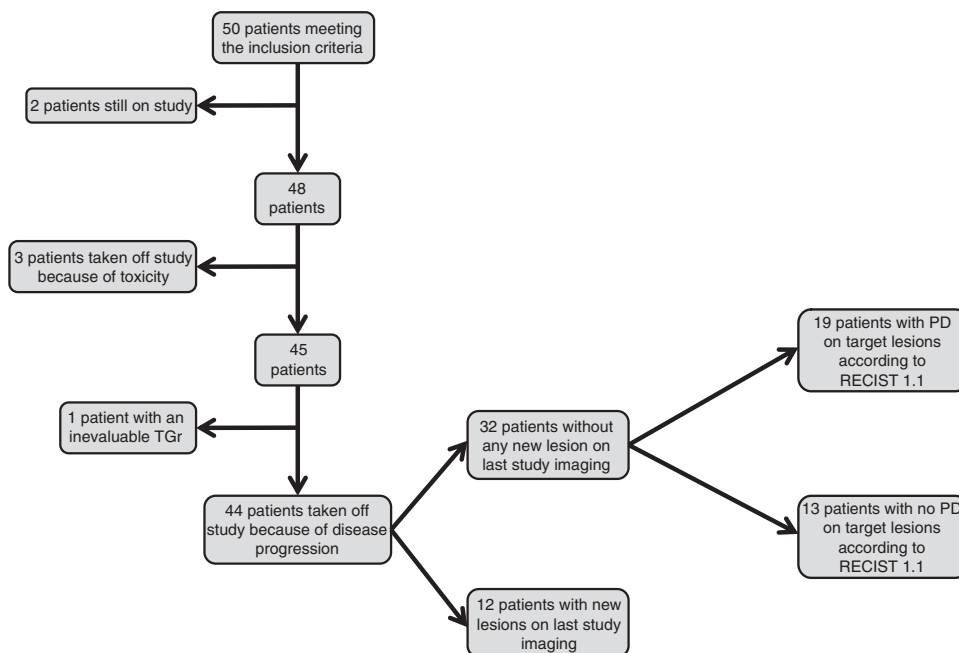 50 patients meeting
the inclusion criteria
2 patients still on study
48
patients
3 patients taken off study
because of toxicity
45
patients
1 patient with an
inevaluable TGr
44 patients taken off
study because of disease
progression
32 patients without
any new lesion on
last study imaging
12 patients with new
lesions on last study
imaging
19 patients with PD
on target lesions
according to
RECIST 1.1
13 patients with no PD
on target lesions
according to
RECIST 1.1